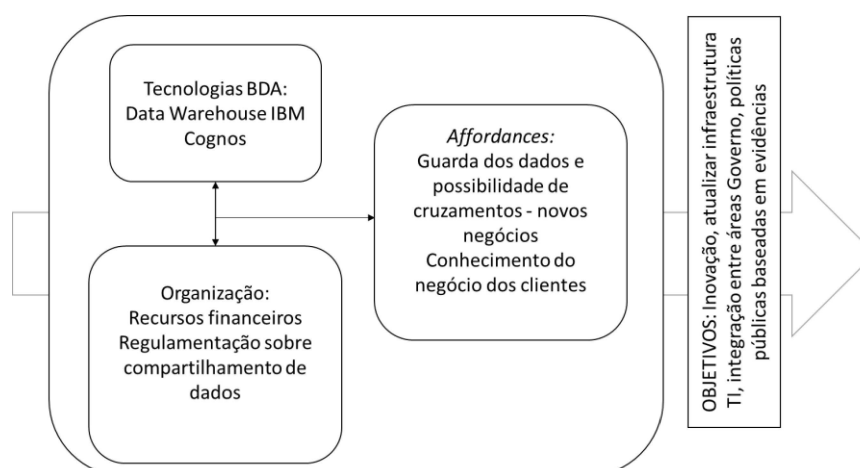 Tecnologias BDA:
Data Warehouse IBM
Cognos
Affordances:
Guarda dos dados e
possibilidade de
cruzamentos - novos
negócios
Conhecimento do
negócio dos clientes
Organização:
Recursos financeiros
Regulamentação sobre
compartilhamento de
dados
OBJETIVOS: Inovação, atualizar infraestrutura
TI, integração entre áreas Governo, políticas
públicas baseadas em evidências